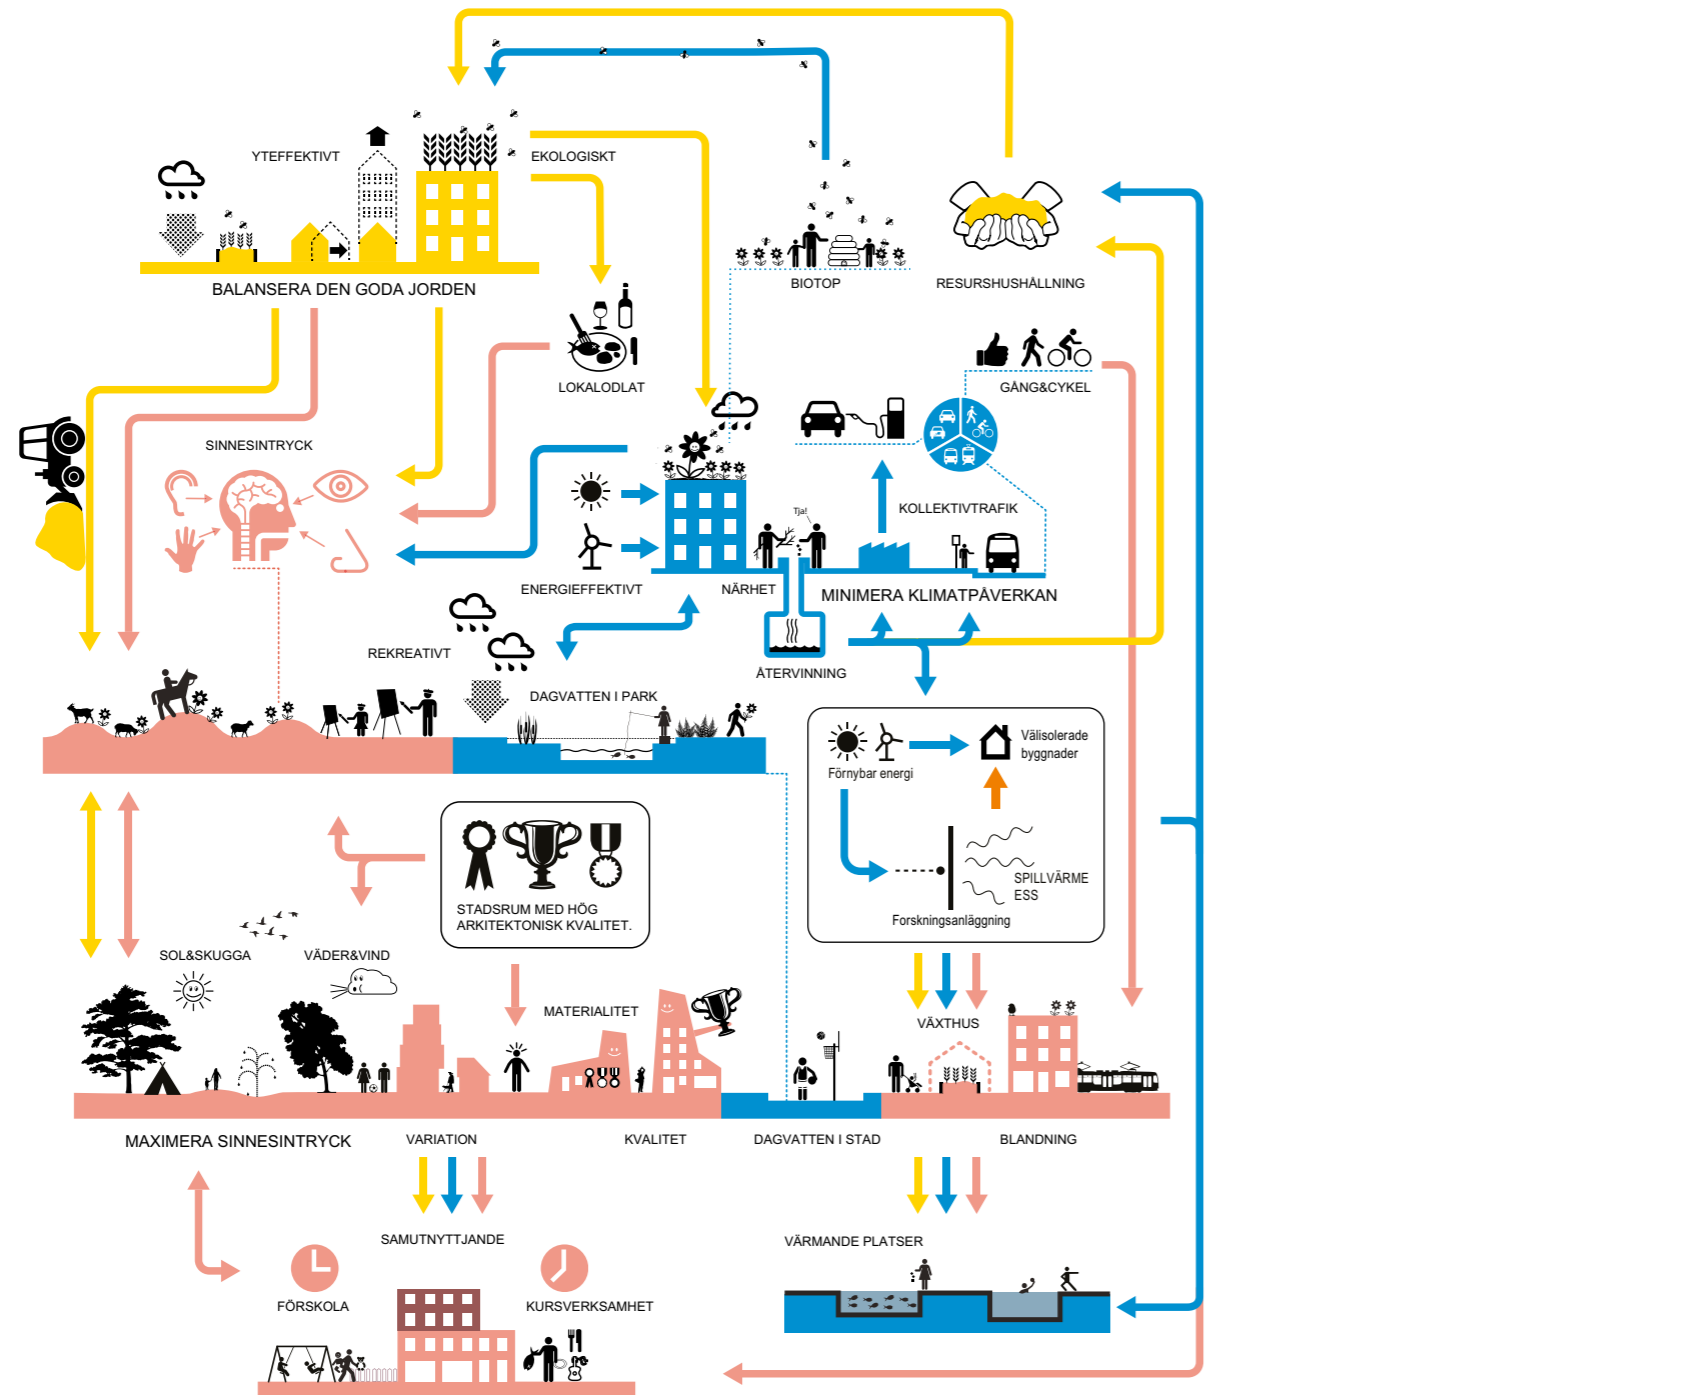 YTEFFEKTIVT
EKOLOGISKT
BALANSERA DEN GODA JORDEN
BIOTOP
RESURSHUSHÅLLNING
LOKALODLAT
GÅNG&CYKEL
SINNESINTRYCK
KOLLEKTIVTRAFIK
Tja!
ENERGIEFFEKTIVT
NÄRHET
MINIMERA KLIMATPÅVERKAN
REKREATIVT
ÅTERVINNING
DAGVATTEN I PARK
Välisolerade
byggnader
Förnybar energi
SPILLVÄRME
ESS
Forskningsanläggning
STADSRUM MED HÖG
ARKITEKTONISK KVALITET.
SOL&SKUGGA
VÄDER&VIND
MATERIALITET
VÄXTHUS
MAXIMERA SINNESINTRYCK
VARIATION
KVALITET
DAGVATTEN I STAD
BLANDNING
SAMUTNYTTJANDE
VÄRMANDE PLATSER
FÖRSKOLA
KURSVERKSAMHET